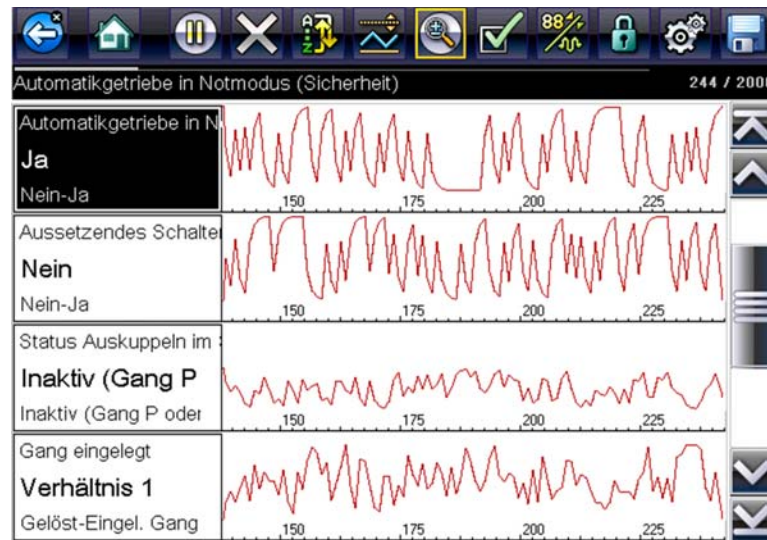 A
Z
88
Automatikgetriebe in Notmodus (Sicherheit)
244 / 2000
Automatikgetriebe in N
Ja
Nein-Ja
150 175 200 225
Aussetzendes Schalter
Nein
Nein-Ja
150 175 200 225
Status Auskuppeln im
Inaktiv (Gang P
Inaktiv (Gang P oder
150 175 200 225
Gang eingelegt
Verhältnis 1
Gelöst-Eingel. Gang
150 175 200 225